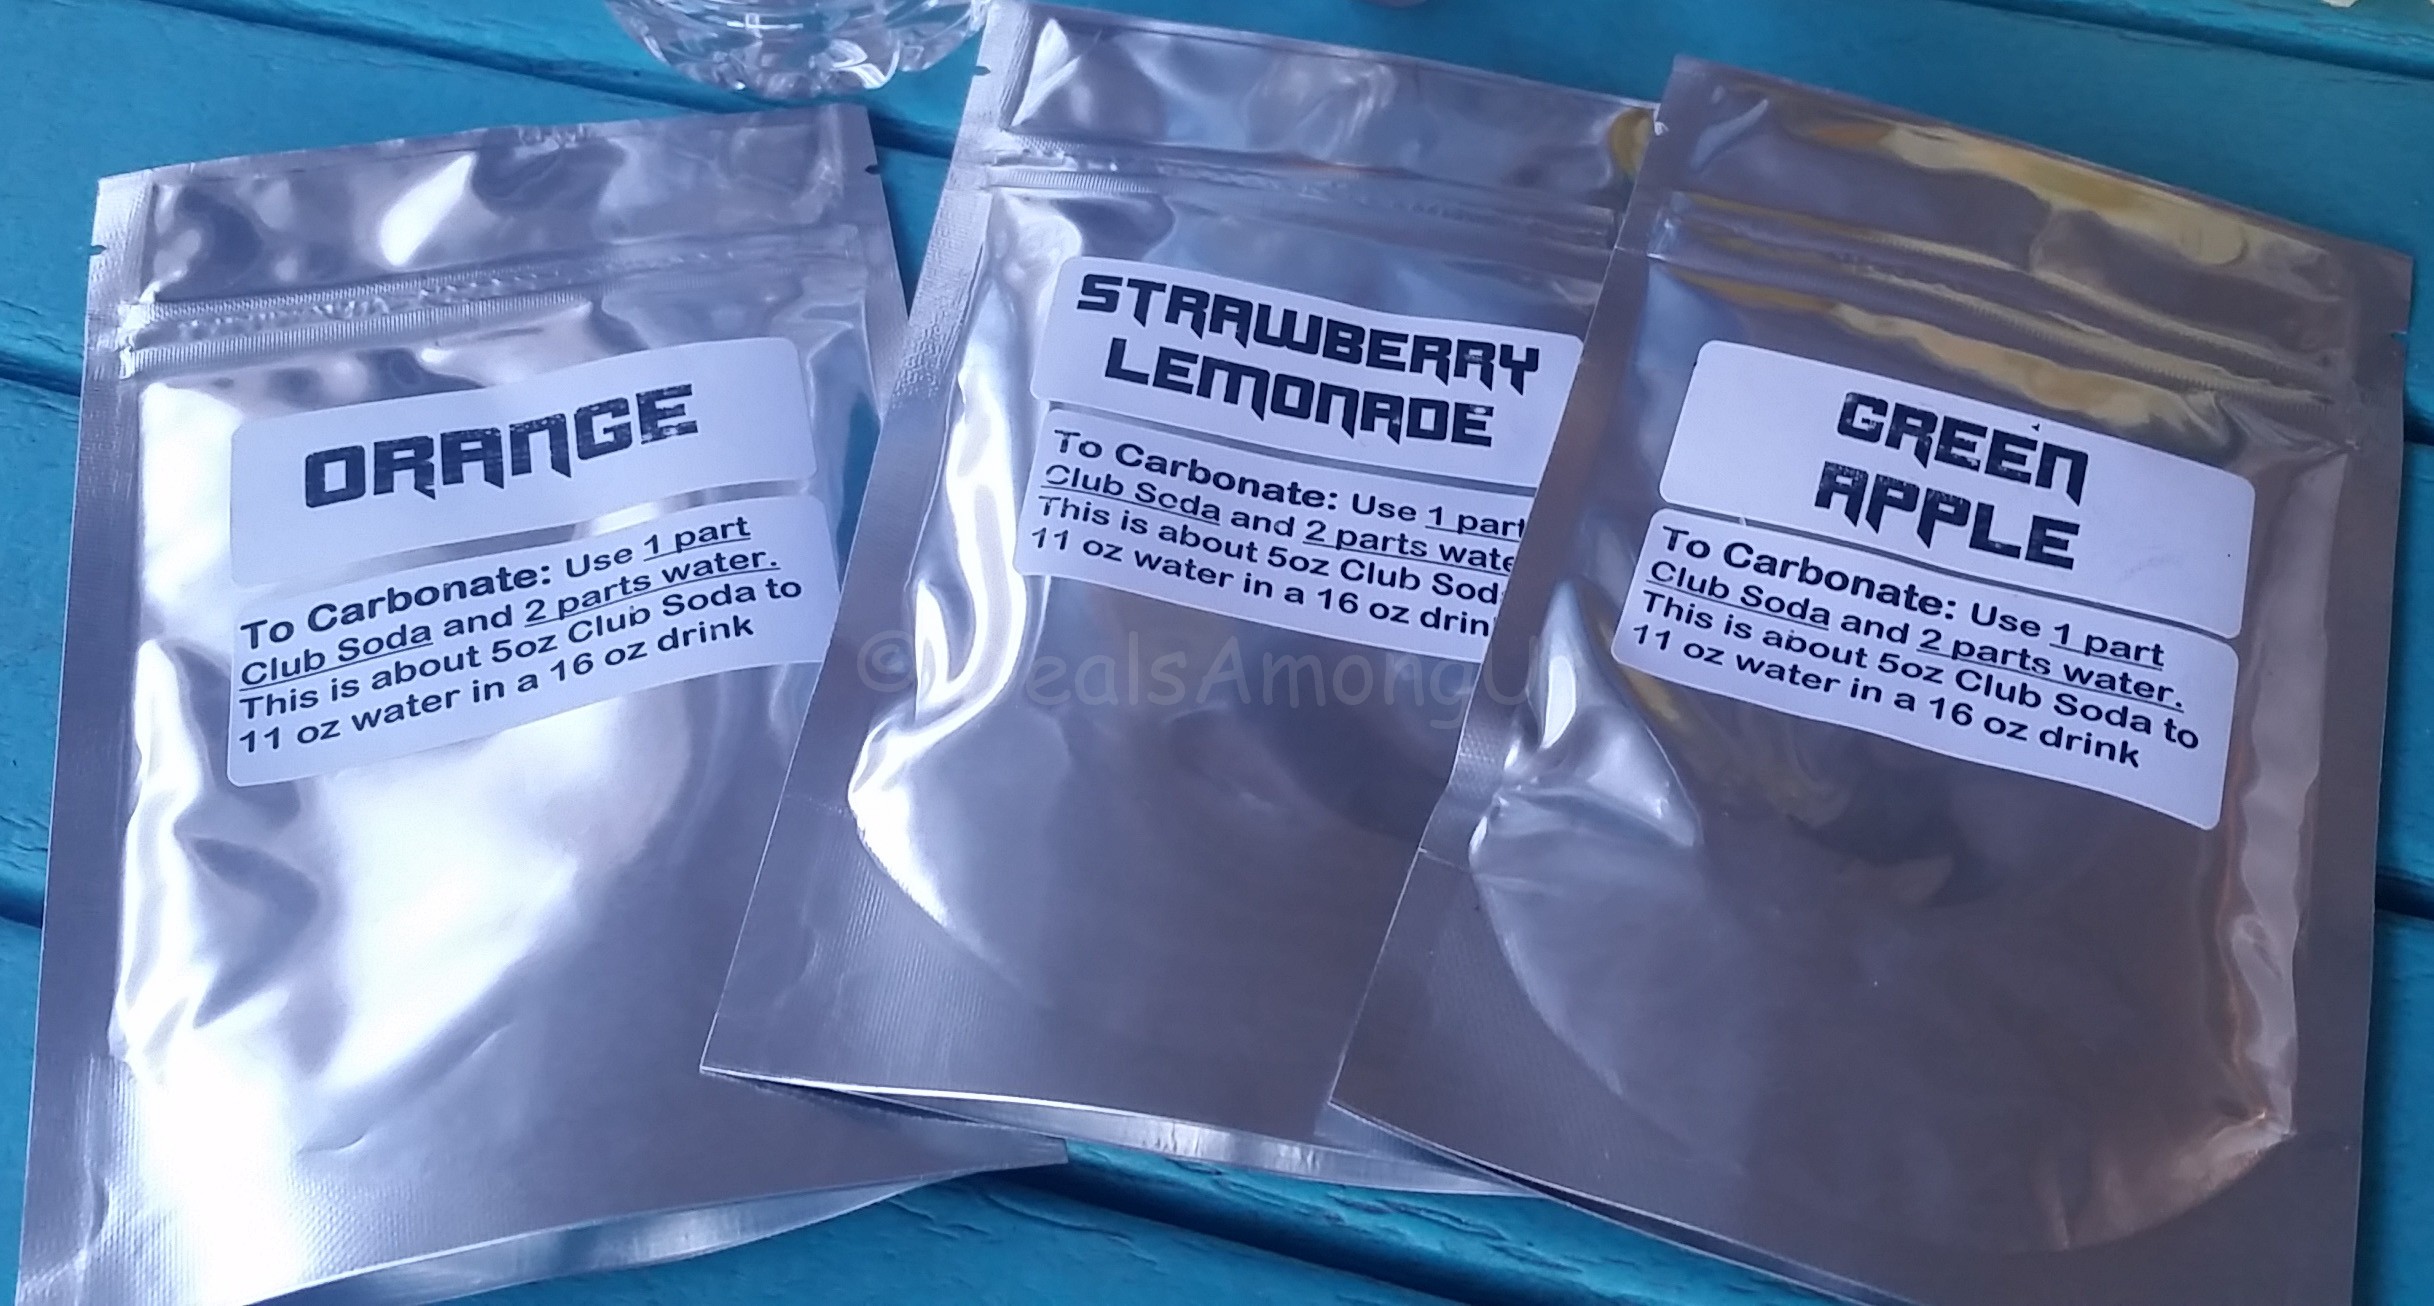 ORANGE
To Carbonate: Use 1 part
Club Soda and 2 parts water.
This is about 5oz Club Soda to
11 oz water in a 16 oz drink
STRAWBERRY
LEMONADE
To Carbonate: Use 1 part
Club Soda and 2 parts wate
This is about 5oz Club Sod
11 oz water in a 16 oz drin
GREEN
APPLE
To Carbonate: Use 1 part
Club Soda and 2 parts water.
This is about 5oz Club Soda to
11 oz water in a 16 oz drink